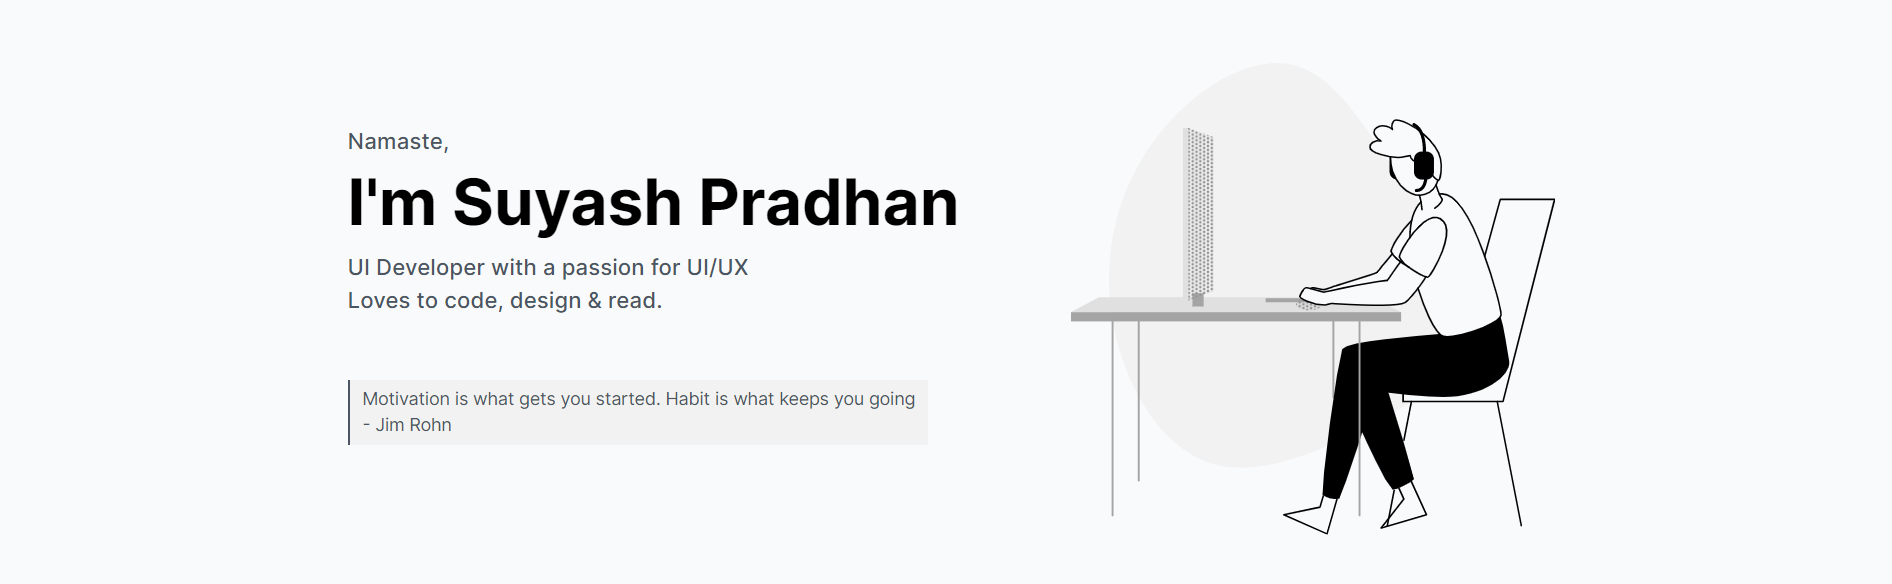 Namaste,
I'm Suyash Pradhan
UI Developer with a passion for UI/UX
Loves to code, design & read.
Motivation is what gets you started. Habit is what keeps you going
- Jim Rohn